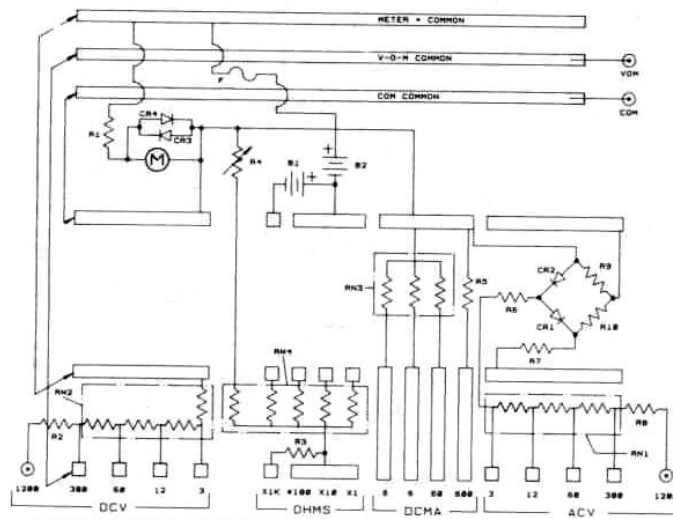 METER + COMMON
V-O-M COMMON
VOM
COM COMMON
COM
F
CR4
R1
CR3
M
R4
B1
+
+
B2
RN3
R5
CR2
R9
R6
CR1
R10
R7
RN2
RN4
R2
R3
R8
RN1
1200 300 60 12 3
X1K X100 X10 X1
6 60 600
3 12 60 300
DCV OHMS DCMA ACV